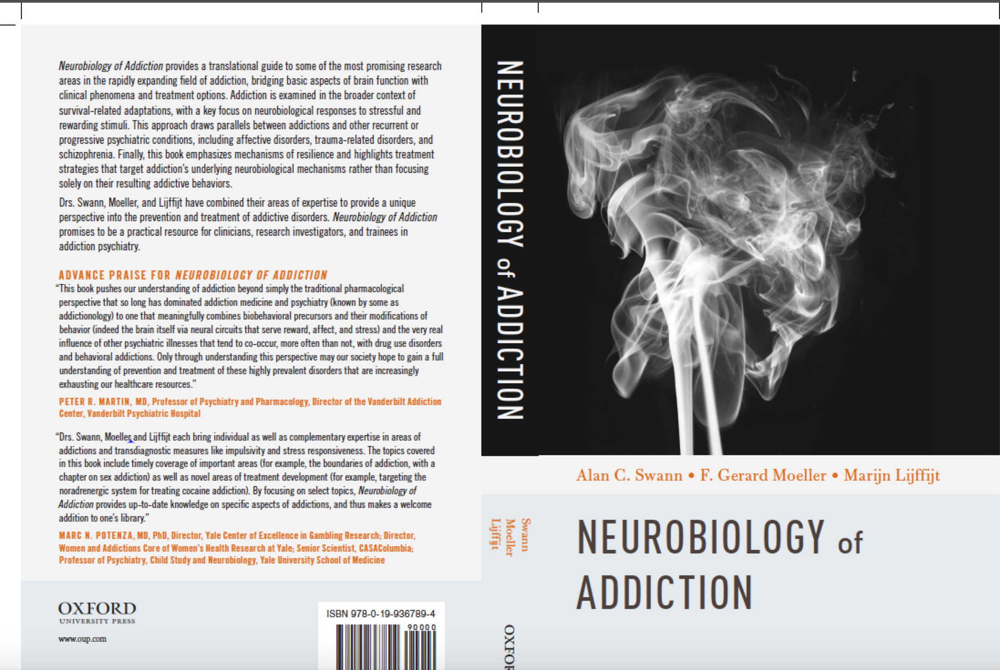 Neurobiology of Addiction provides a translational guide to some of the most promising research
areas in the rapidly expanding field of addiction, bridging basic aspects of brain function with
clinical phenomena and treatment options. Addiction is examined in the broader context of
survival-related adaptations, with a key focus on neurobiological responses to stressful and
rewarding stimuli. This approach draws parallels between addictions and other recurrent or
progressive psychiatric conditions, including affective disorders, trauma-related disorders, and
schizophrenia. Finally, this book emphasizes mechanisms of resilience and highlights treatment
strategies that target addiction’s underlying neurobiological mechanisms rather than focusing
solely on their resulting addictive behaviors.
Drs. Swann, Moeller, and Lijffijt have combined their areas of expertise to provide a unique
perspective into the prevention and treatment of addictive disorders. Neurobiology of Addiction
promises to be a practical resource for clinicians, research investigators, and trainees in
addiction psychiatry.
ADVANCE PRAISE FOR NEUROBIOLOGY OF ADDICTION
“This book pushes our understanding of addiction beyond simply the traditional pharmacological
perspective that so long has dominated addiction medicine and psychiatry (known by some as
addictionology) to one that meaningfully combines biobehavioral precursors and their modifications of
behavior (indeed the brain itself via neural circuits that serve reward, affect, and stress) and the very real
influence of other psychiatric illnesses that tend to co-occur, more often than not, with drug use disorders
and behavioral addictions. Only through understanding this perspective may our society hope to gain a full
understanding of prevention and treatment of these highly prevalent disorders that are increasingly
exhausting our healthcare resources.”
PETER R. MARTIN, MD, Professor of Psychiatry and Pharmacology, Director of the Vanderbilt Addiction
Center, Vanderbilt Psychiatric Hospital
“Drs. Swann, Moeller and Lijffijt each bring individual as well as complementary expertise in areas of
addictions and transdiagnostic measures like impulsivity and stress responsiveness. The topics covered
in this book include timely coverage of important areas (for example, the boundaries of addiction, with a
chapter on sex addiction) as well as novel areas of treatment development (for example, targeting the
noradrenergic system for treating cocaine addiction). By focusing on select topics, Neurobiology of
Addiction provides up-to-date knowledge on specific aspects of addictions, and thus makes a welcome
addition to one’s library.”
MARC N. POTENZA, MD, PhD, Director, Yale Center of Excellence in Gambling Research; Director,
Women and Addictions Core of Women’s Health Research at Yale; Senior Scientist, CASAColumbia;
Professor of Psychiatry, Child Study and Neurobiology, Yale University School of Medicine
OXFORD
UNIVERSITY PRESS
www.oup.com
ISBN 978-0-19-936789-4
90000
NEUROBIOLOGY of ADDICTION
Swann
Moeller
Lijffijt
OXFOR
Alan C. Swann • F. Gerard Moeller • Marijn Lijffijt
NEUROBIOLOGY of
ADDICTION